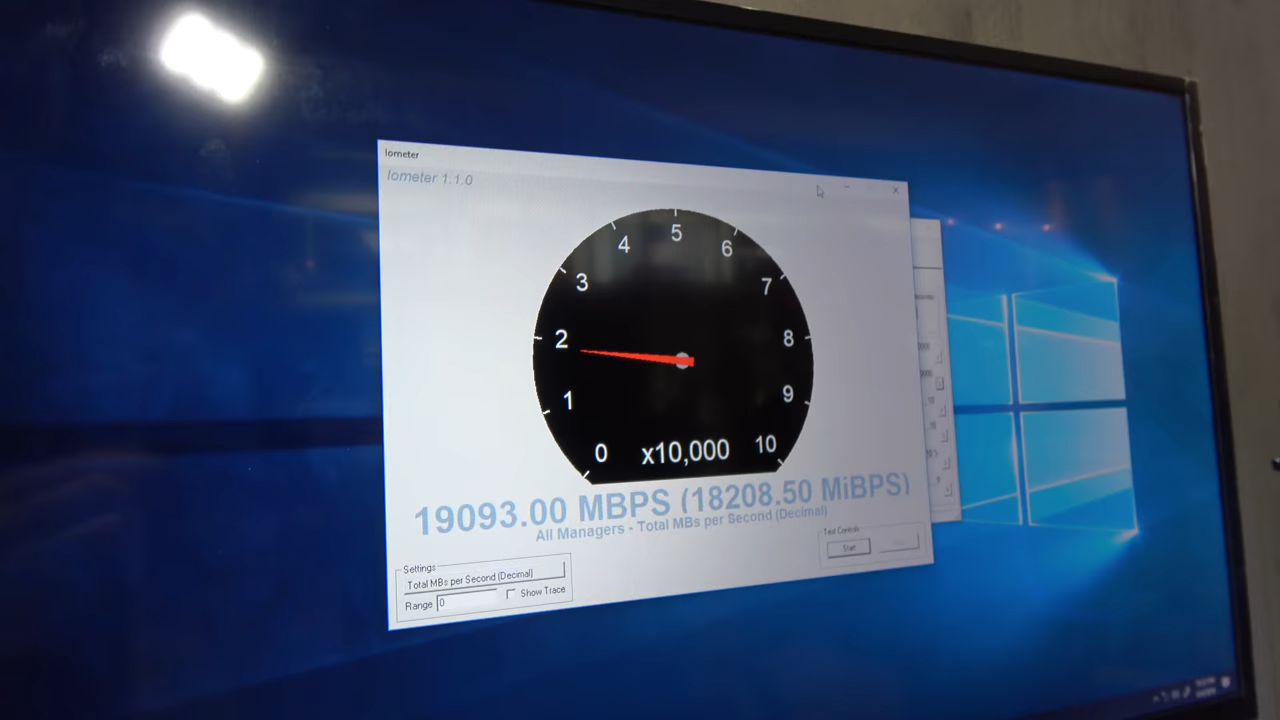 Iometer
Iometer 1.1.0
5
4
6
3
7
2
8
1
9
0
x10,000
10
19093.00 MBPS (18208.50 MiBPS)
All Managers - Total MBs per Second (Decimal)
Settings
Total MBs per Second (Decimal)
Range 0
Show Trace
Test Controls
Start